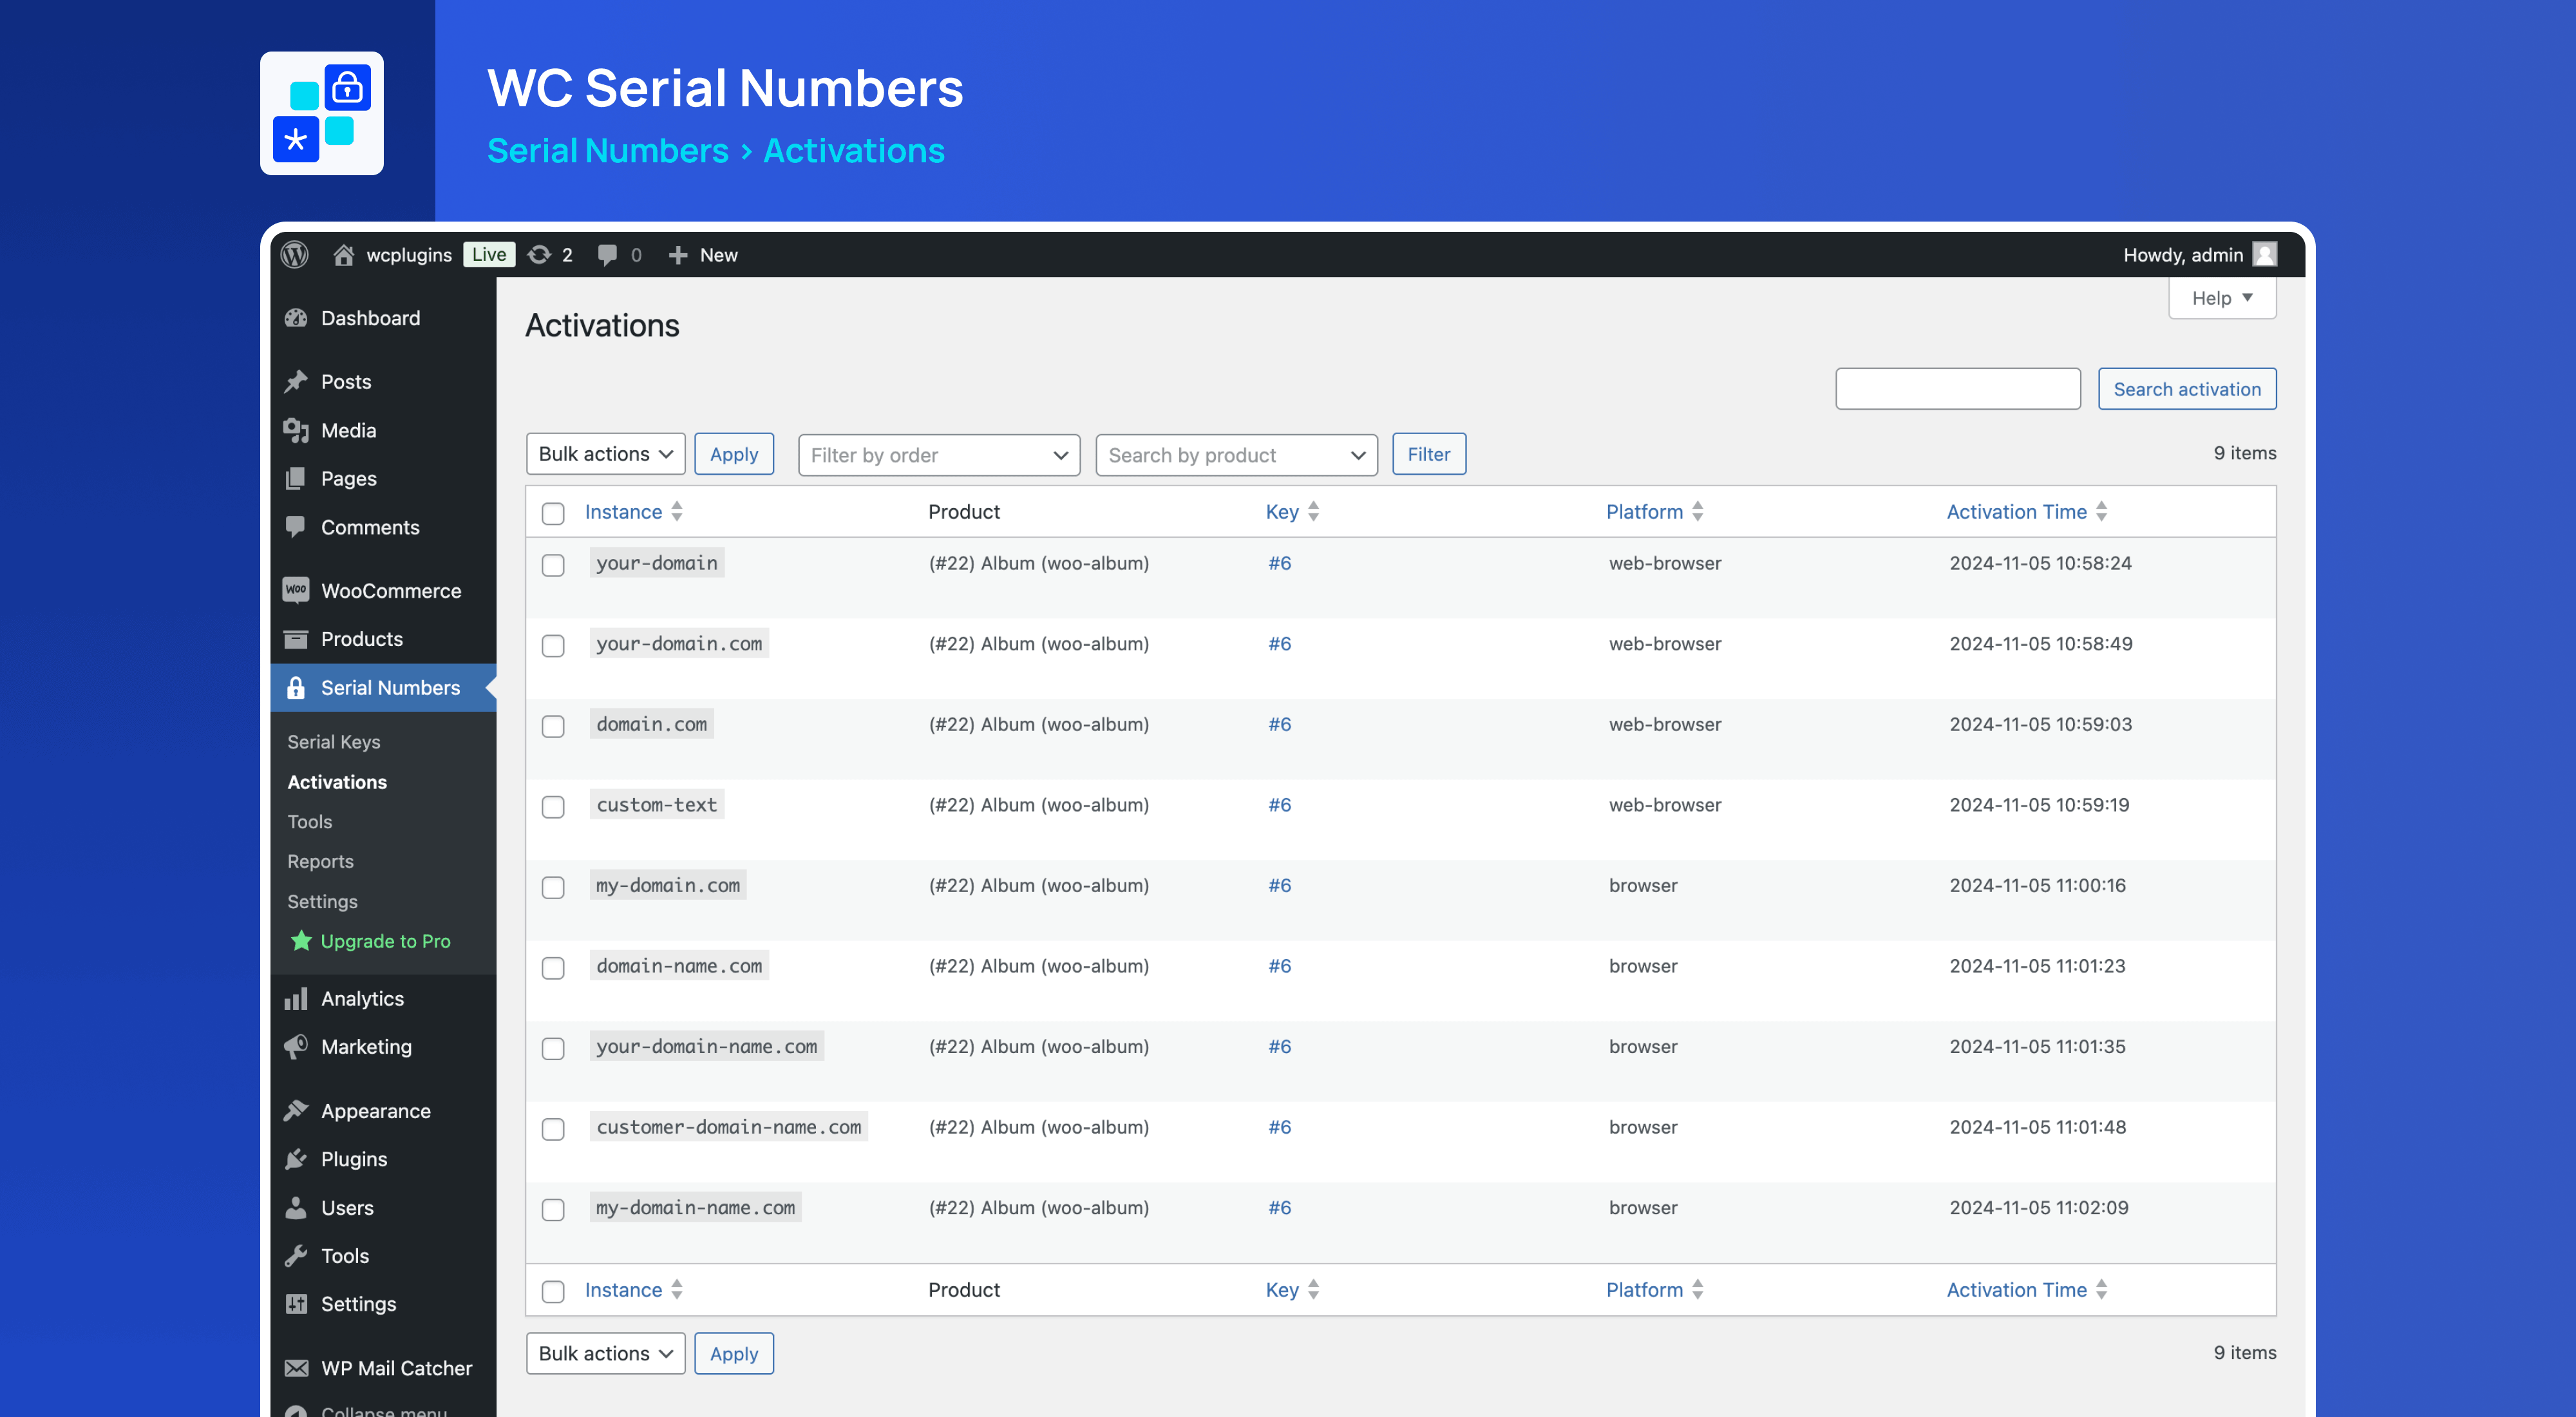 WC Serial Numbers
Serial Numbers > Activations
wcplugins Live 2 0 + New
Howdy, admin
Help ▼
Dashboard
Posts
Media
Pages
Comments
Woo WooCommerce
Products
Serial Numbers
Serial Keys
Activations
Tools
Reports
Settings
Upgrade to Pro
Analytics
Marketing
Appearance
Plugins
Users
Tools
Settings
WP Mail Catcher
Collapse menu
Activations
Search activation
Bulk actions Apply Filter by order Search by product Filter 9 items
Instance Product Key Platform Activation Time
your-domain (#22) Album (woo-album) #6 web-browser 2024-11-05 10:58:24
your-domain.com (#22) Album (woo-album) #6 web-browser 2024-11-05 10:58:49
domain.com (#22) Album (woo-album) #6 web-browser 2024-11-05 10:59:03
custom-text (#22) Album (woo-album) #6 web-browser 2024-11-05 10:59:19
my-domain.com (#22) Album (woo-album) #6 browser 2024-11-05 11:00:16
domain-name.com (#22) Album (woo-album) #6 browser 2024-11-05 11:01:23
your-domain-name.com (#22) Album (woo-album) #6 browser 2024-11-05 11:01:35
customer-domain-name.com (#22) Album (woo-album) #6 browser 2024-11-05 11:01:48
my-domain-name.com (#22) Album (woo-album) #6 browser 2024-11-05 11:02:09
Instance Product Key Platform Activation Time
Bulk actions Apply 9 items